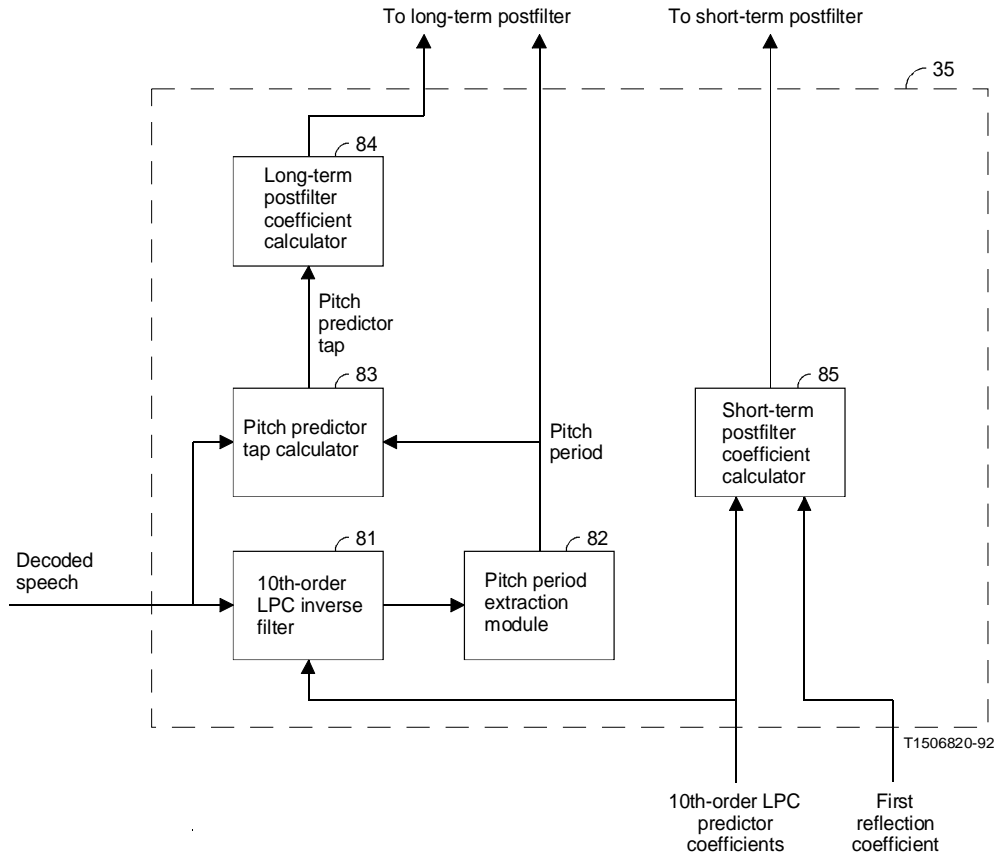 To long-term postfilter
To short-term postfilter
35
84
Long-term
postfilter
coefficient
calculator
Pitch
predictor
tap
83
Pitch predictor
tap calculator
Pitch
period
85
Short-term
postfilter
coefficient
calculator
Decoded
speech
81
10th-order
LPC inverse
filter
82
Pitch period
extraction
module
T1506820-92
10th-order LPC
predictor
coefficients
First
reflection
coefficient